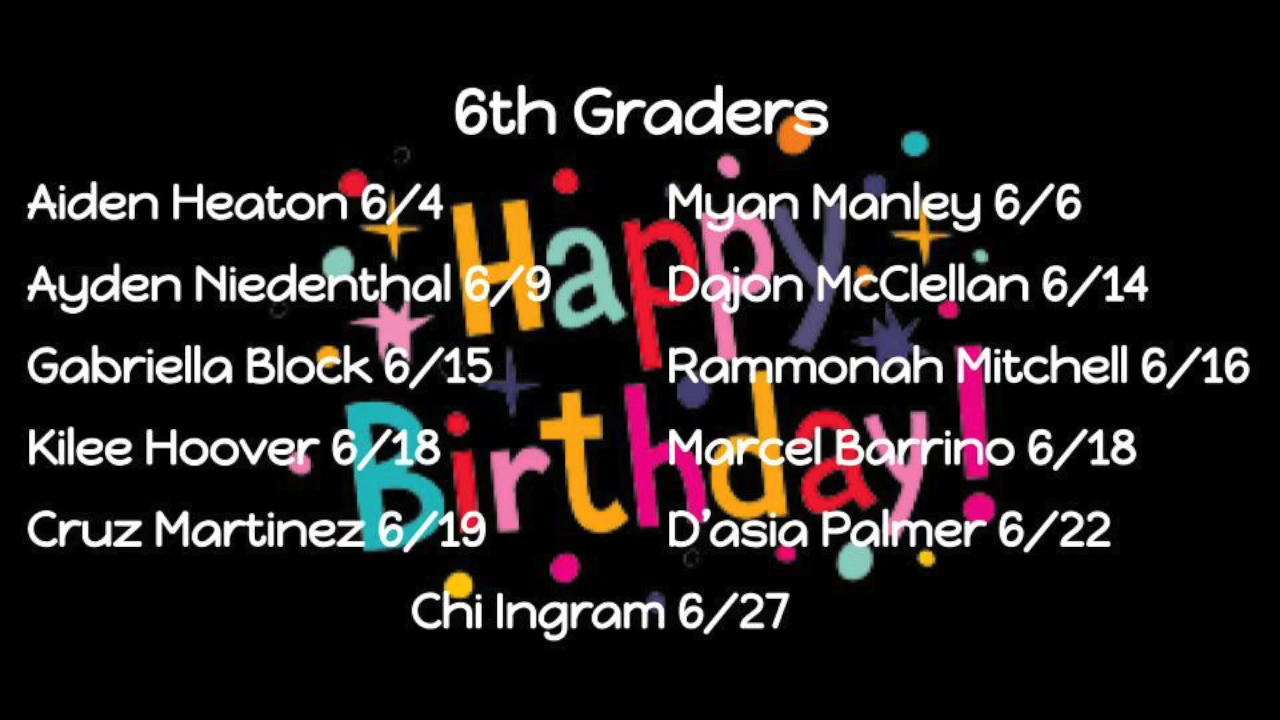 6th Graders
Aiden Heaton 6/4
Myan Manley 6/6
Ayden Niedenthal 6/9
Dajon McClellan 6/14
Gabriella Block 6/15
Rammonah Mitchell 6/16
Kilee Hoover 6/18
Marcel Barrino 6/18
Cruz Martinez 6/19
D'asia Palmer 6/22
Chi Ingram 6/27
Happy
Birthday!